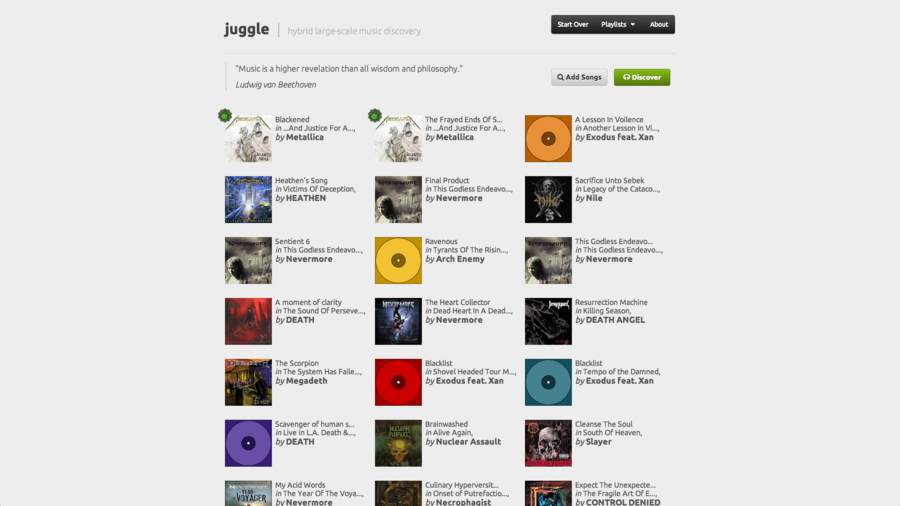 juggle | hybrid large-scale music discovery
Start Over Playlists About
"Music is a higher revelation than all wisdom and philosophy."
Ludwig van Beethoven
Add Songs
Discover
Blackened
in ...And Justice For A...,
by Metallica
The Frayed Ends Of S...
in ...And Justice For A...,
by Metallica
A Lesson In Voilence
in Another Lesson In Vi...,
by Exodus feat. Xan
Heathen's Song
in Victims Of Deception,
by HEATHEN
Final Product
in This Godless Endeavo...,
by Nevermore
Sacrifice Unto Sebek
in Legacy of the Cataco...,
by Nile
Sentient 6
in This Godless Endeavo...,
by Nevermore
Ravenous
in Tyrants Of The Risin...,
by Arch Enemy
This Godless Endeavo...
in This Godless Endeavo...,
by Nevermore
A moment of clarity
in The Sound Of Perseve...,
by DEATH
The Heart Collector
in Dead Heart In A Dead...,
by Nevermore
Resurrection Machine
in Killing Season,
by DEATH ANGEL
The Scorpion
in The System Has Faile...,
by Megadeth
Blacklist
in Shovel Headed Tour M...,
by Exodus feat. Xan
Blacklist
in Tempo of the Damned,
by Exodus feat. Xan
Scavenger of human s...
in Live in L.A. Death &...,
by DEATH
Brainwashed
in Alive Again,
by Nuclear Assault
Cleanse The Soul
in South Of Heaven,
by Slayer
My Acid Words
in The Year Of The Voya...,
by Nevermore
Culinary Hyperversit...
in Onset of Putrefactio...,
by Necrophagist
Expect The Unexpecte...
in The Fragile Art Of E...,
by CONTROL DENIED